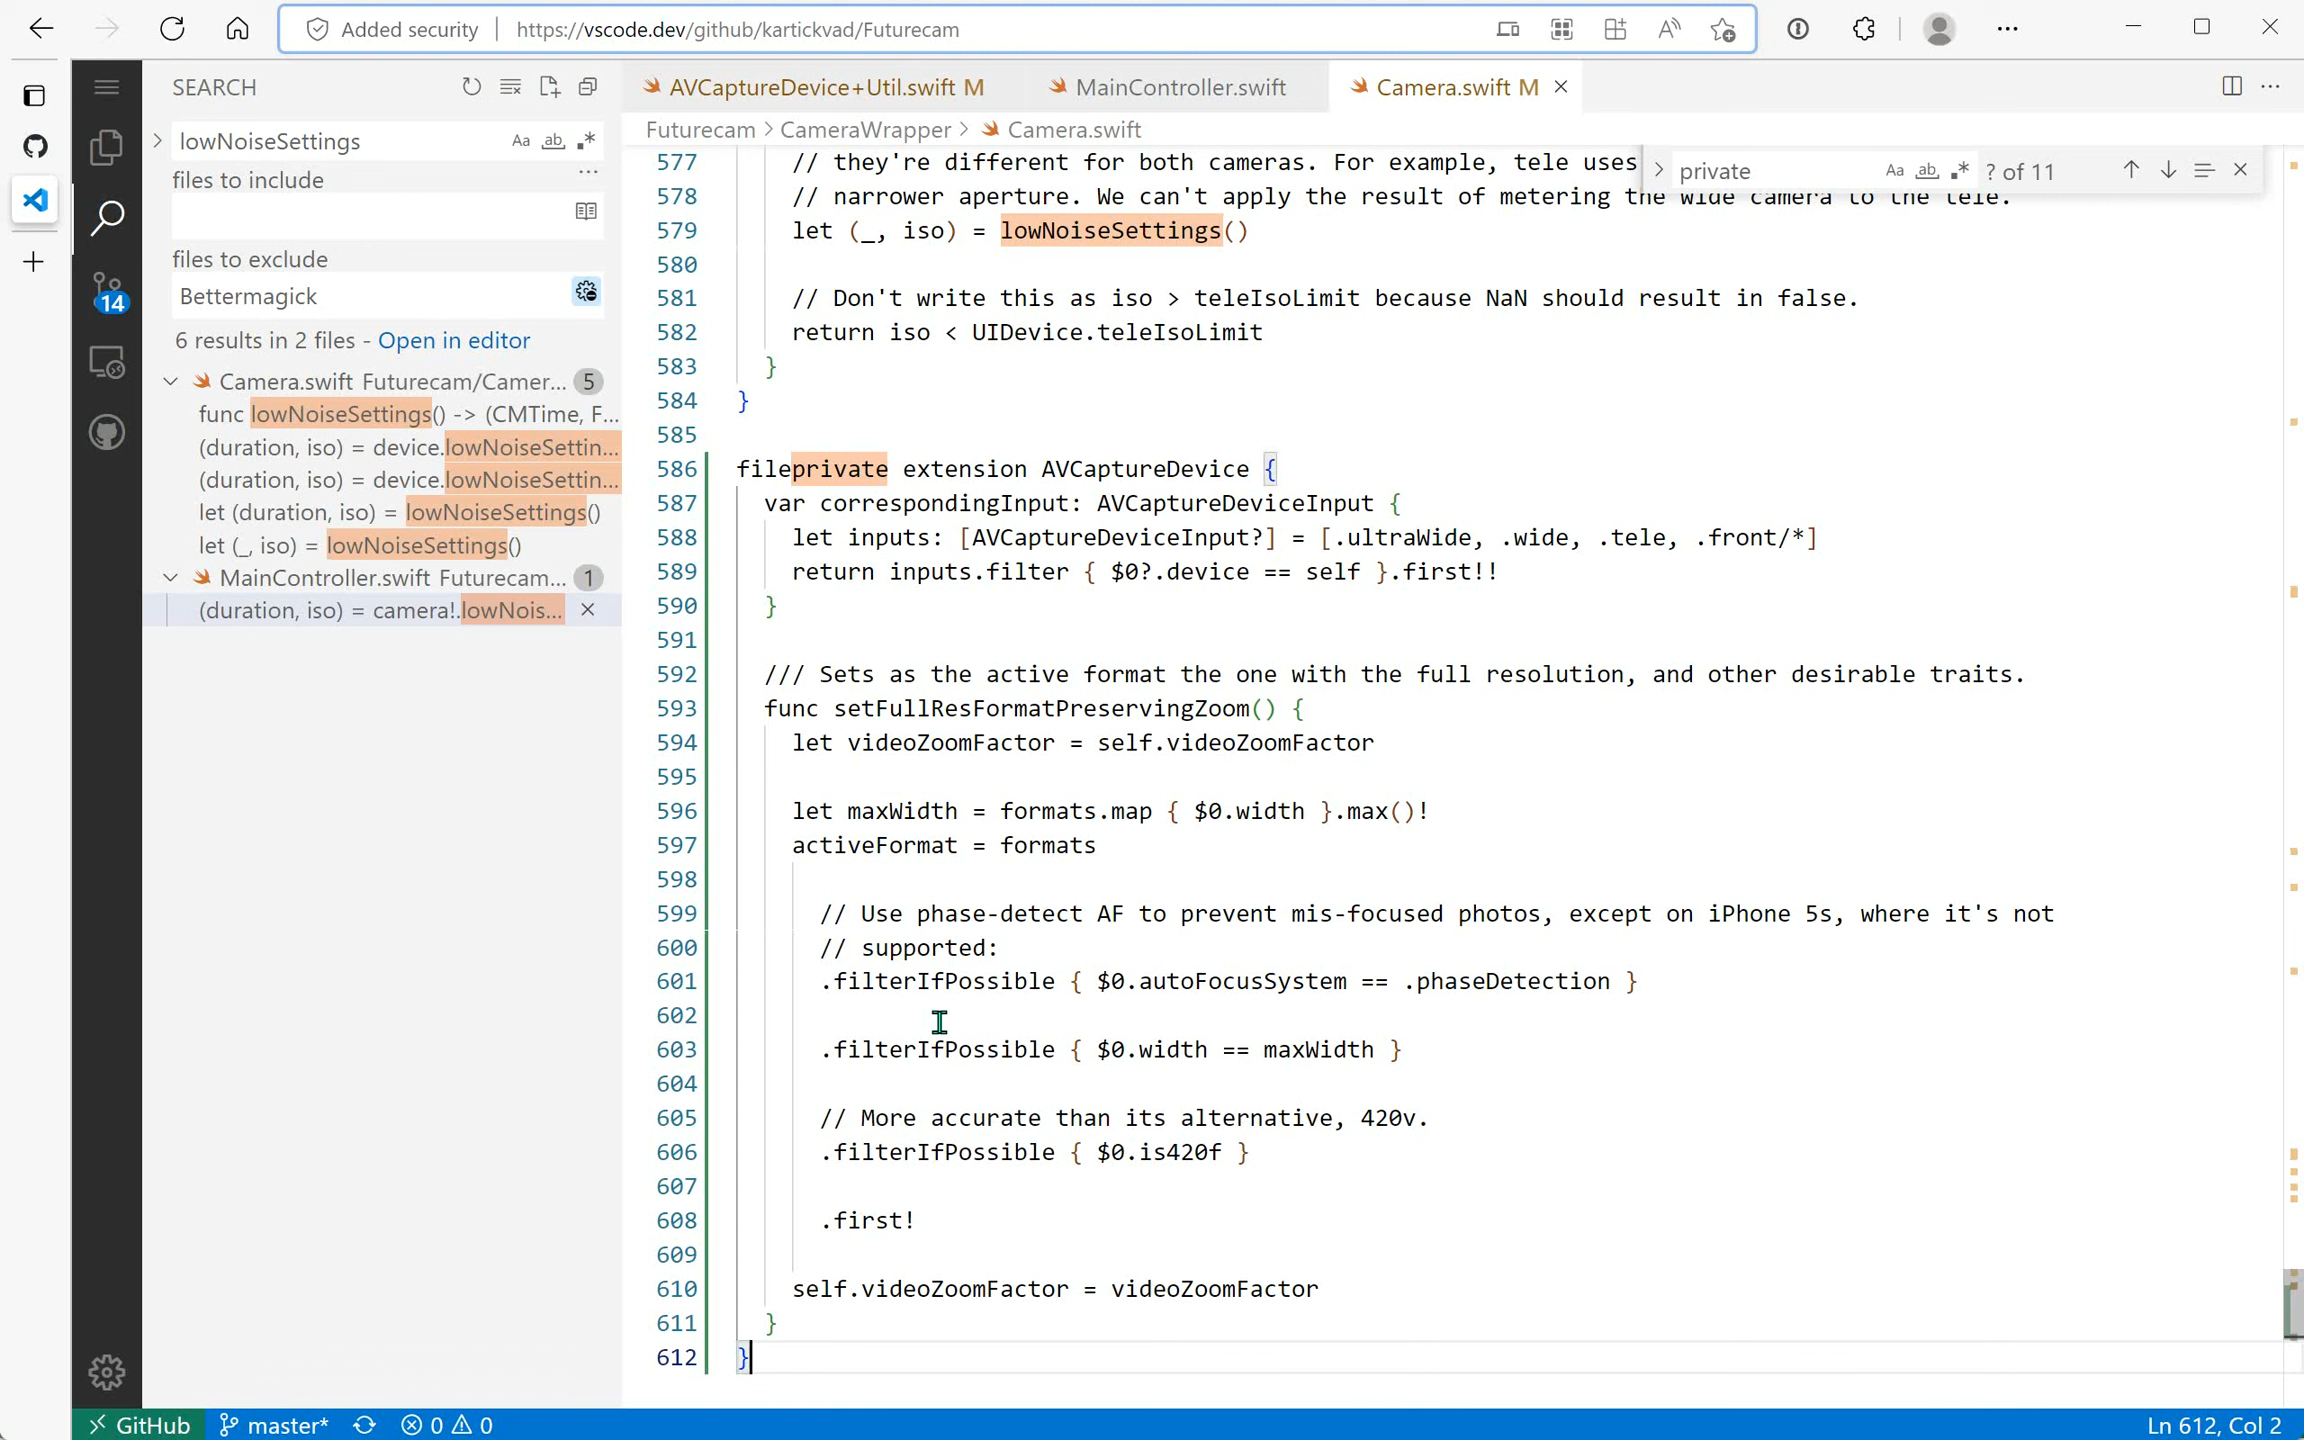 Added security
https://vscode.dev/github/kartickvad/Futurecam
SEARCH
lowNoiseSettings
files to include
files to exclude
Bettermagick
6 results in 2 files - Open in editor
Camera.swift Futurecam/Camer... 5
func lowNoiseSettings() -> (CMTime, F...
(duration, iso) = device.lowNoiseSettin...
(duration, iso) = device.lowNoiseSettin...
let (duration, iso) = lowNoiseSettings()
let (_, iso) = lowNoiseSettings()
MainController.swift Futurecam... 1
(duration, iso) = camera!.lowNois...
14
AVCaptureDevice+Util.swift M
MainController.swift
Camera.swift M
Futurecam > CameraWrapper > Camera.swift
private
Aa ab .* ? of 11
577 // they're different for both cameras. For example, tele uses
578 // narrower aperture. We can't apply the result of metering the wide camera to the tele.
579 let (_, iso) = lowNoiseSettings()
580
581 // Don't write this as iso > teleIsoLimit because NaN should result in false.
582 return iso < UIDevice.teleIsoLimit
583 }
584 }
585
586 fileprivate extension AVCaptureDevice {
587 var correspondingInput: AVCaptureDeviceInput {
588 let inputs: [AVCaptureDeviceInput?] = [.ultraWide, .wide, .tele, .front/*]
589 return inputs.filter { $0?.device == self }.first!!
590 }
591
592 /// Sets as the active format the one with the full resolution, and other desirable traits.
593 func setFullResFormatPreservingZoom() {
594 let videoZoomFactor = self.videoZoomFactor
595
596 let maxWidth = formats.map { $0.width }.max()!
597 activeFormat = formats
598
599 // Use phase-detect AF to prevent mis-focused photos, except on iPhone 5s, where it's not
600 // supported:
601 .filterIfPossible { $0.autoFocusSystem == .phaseDetection }
602
603 .filterIfPossible { $0.width == maxWidth }
604
605 // More accurate than its alternative, 420v.
606 .filterIfPossible { $0.is420f }
607
608 .first!
609
610 self.videoZoomFactor = videoZoomFactor
611 }
612 }
GitHub master* 0 0
Ln 612, Col 2